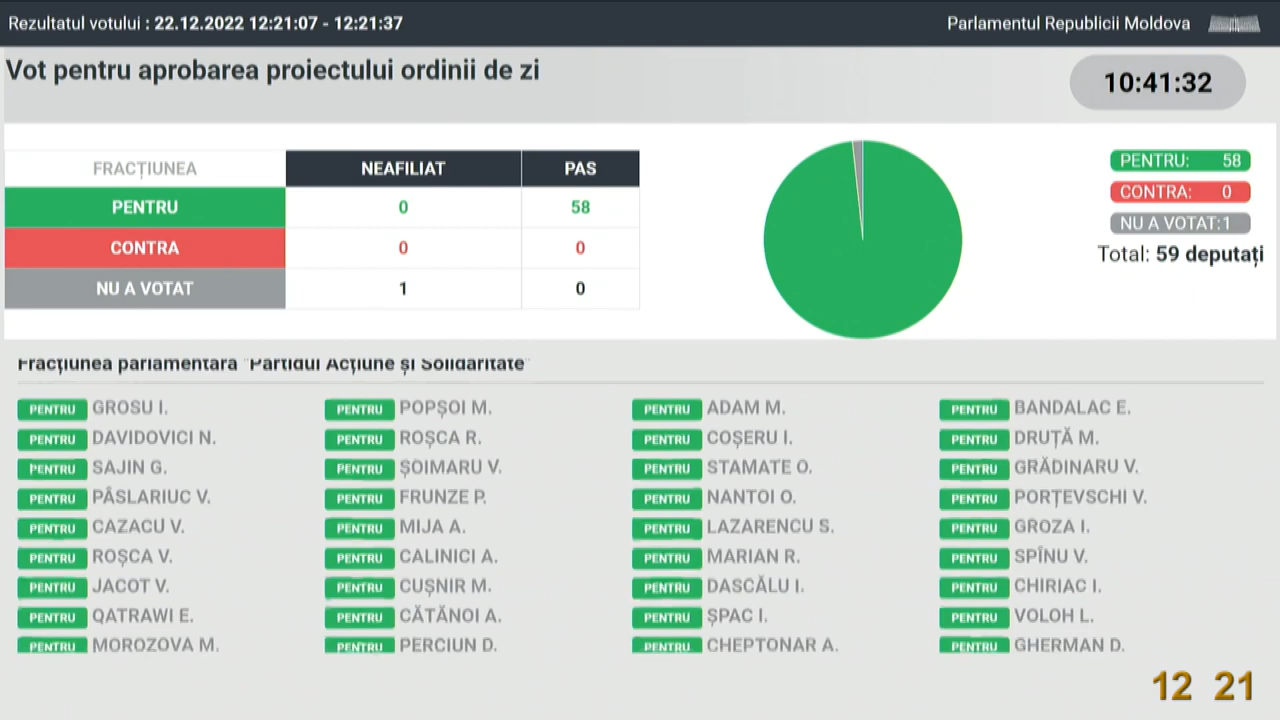 Rezultatul votului : 22.12.2022 12:21:07 - 12:21:37
Parlamentul Republicii Moldova
Vot pentru aprobarea proiectului ordinii de zi
10:41:32
FRACȚIUNEA NEAFILIAT PAS
PENTRU 0 58
CONTRA 0 0
NU A VOTAT 1 0
PENTRU: 58
CONTRA: 0
NU A VOTAT: 1
Total: 59 deputați
Fracțiunea parlamentară "Partidul Acțiune și Solidaritate"
PENTRU GROSU I. PENTRU POPȘOI M. PENTRU ADAM M. PENTRU BANDALAC E.
PENTRU DAVIDOVICI N. PENTRU ROȘCA R. PENTRU COȘERU I. PENTRU DRUȚĂ M.
PENTRU SAJIN G. PENTRU ȘOIMARU V. PENTRU STAMATE O. PENTRU GRĂDINARU V.
PENTRU PÂSLARIUC V. PENTRU FRUNZE P. PENTRU NANTOI O. PENTRU PORȚEVSCHI V.
PENTRU CAZACU V. PENTRU MIJA A. PENTRU LAZARENCU S. PENTRU GROZA I.
PENTRU ROȘCA V. PENTRU CALINICI A. PENTRU MARIAN R. PENTRU SPÎNU V.
PENTRU JACOT V. PENTRU CUȘNIR M. PENTRU DASCĂLU I. PENTRU CHIRIAC I.
PENTRU QATRAWI E. PENTRU CĂTĂNOI A. PENTRU ȘPAC I. PENTRU VOLOH L.
PENTRU MOROZOVA M. PENTRU PERCIUN D. PENTRU CHEPTONAR A. PENTRU GHERMAN D.
12 21